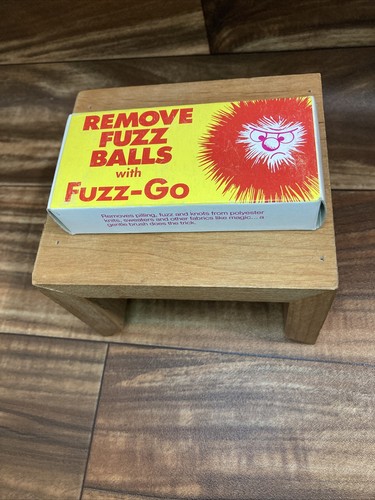 REMOVE
FUZZ
BALLS
with
FUZZ-GO
Removes pilling, fuzz and knots from polyester
knits, sweaters and other fabrics like magic... a
gentle brush does the trick.